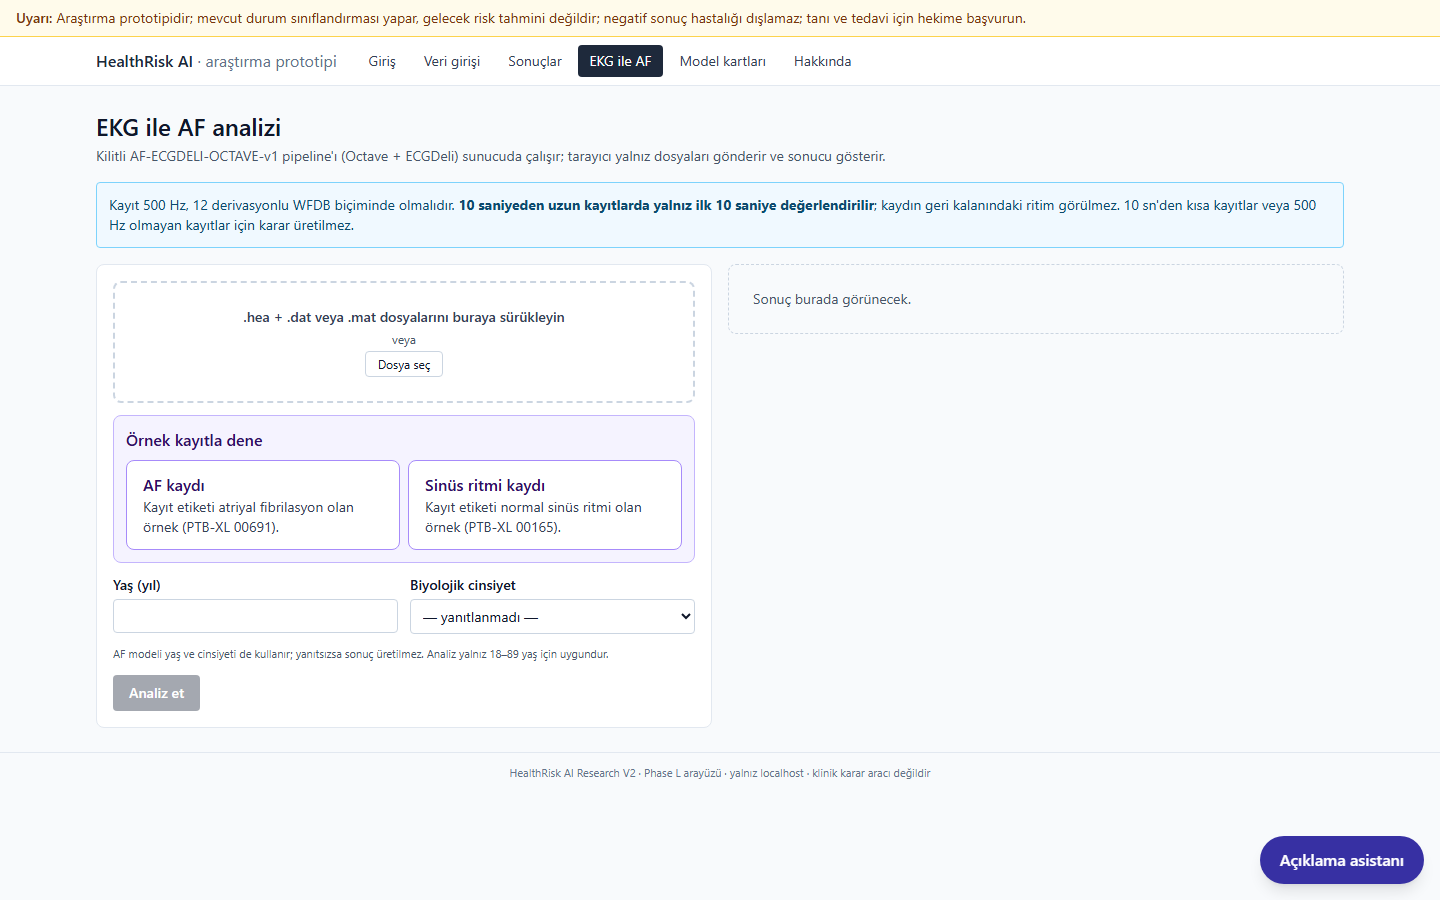 Uyarı: Araştırma prototipidir; mevcut durum sınıflandırması yapar, gelecek risk tahmini değildir; negatif sonuç hastalığı dışlamaz; tanı ve tedavi için hekime başvurun.
HealthRisk AI · araştırma prototipi
Giriş
Veri girişi
Sonuçlar
EKG ile AF
Model kartları
Hakkında
EKG ile AF analizi
Kilitli AF-ECGDELI-OCTAVE-v1 pipeline'ı (Octave + ECGDeli) sunucuda çalışır; tarayıcı yalnız dosyaları gönderir ve sonucu gösterir.
Kayıt 500 Hz, 12 derivasyonlu WFDB biçiminde olmalıdır. 10 saniyeden uzun kayıtlarda yalnız ilk 10 saniye değerlendirilir; kaydın geri kalanındaki ritim görülmez. 10 sn'den kısa kayıtlar veya 500
Hz olmayan kayıtlar için karar üretilmez.
.hea + .dat veya .mat dosyalarını buraya sürükleyin
veya
Dosya seç
Örnek kayıtla dene
AF kaydı
Kayıt etiketi atriyal fibrilasyon olan
örnek (PTB-XL 00691).
Sinüs ritmi kaydı
Kayıt etiketi normal sinüs ritmi olan
örnek (PTB-XL 00165).
Yaş (yıl)
Biyolojik cinsiyet
— yanıtlanmadı —
AF modeli yaş ve cinsiyeti de kullanır; yanıtsızsa sonuç üretilmez. Analiz yalnız 18–89 yaş için uygundur.
Analiz et
Sonuç burada görünecek.
HealthRisk AI Research V2 · Phase L arayüzü · yalnız localhost · klinik karar aracı değildir
Açıklama asistanı